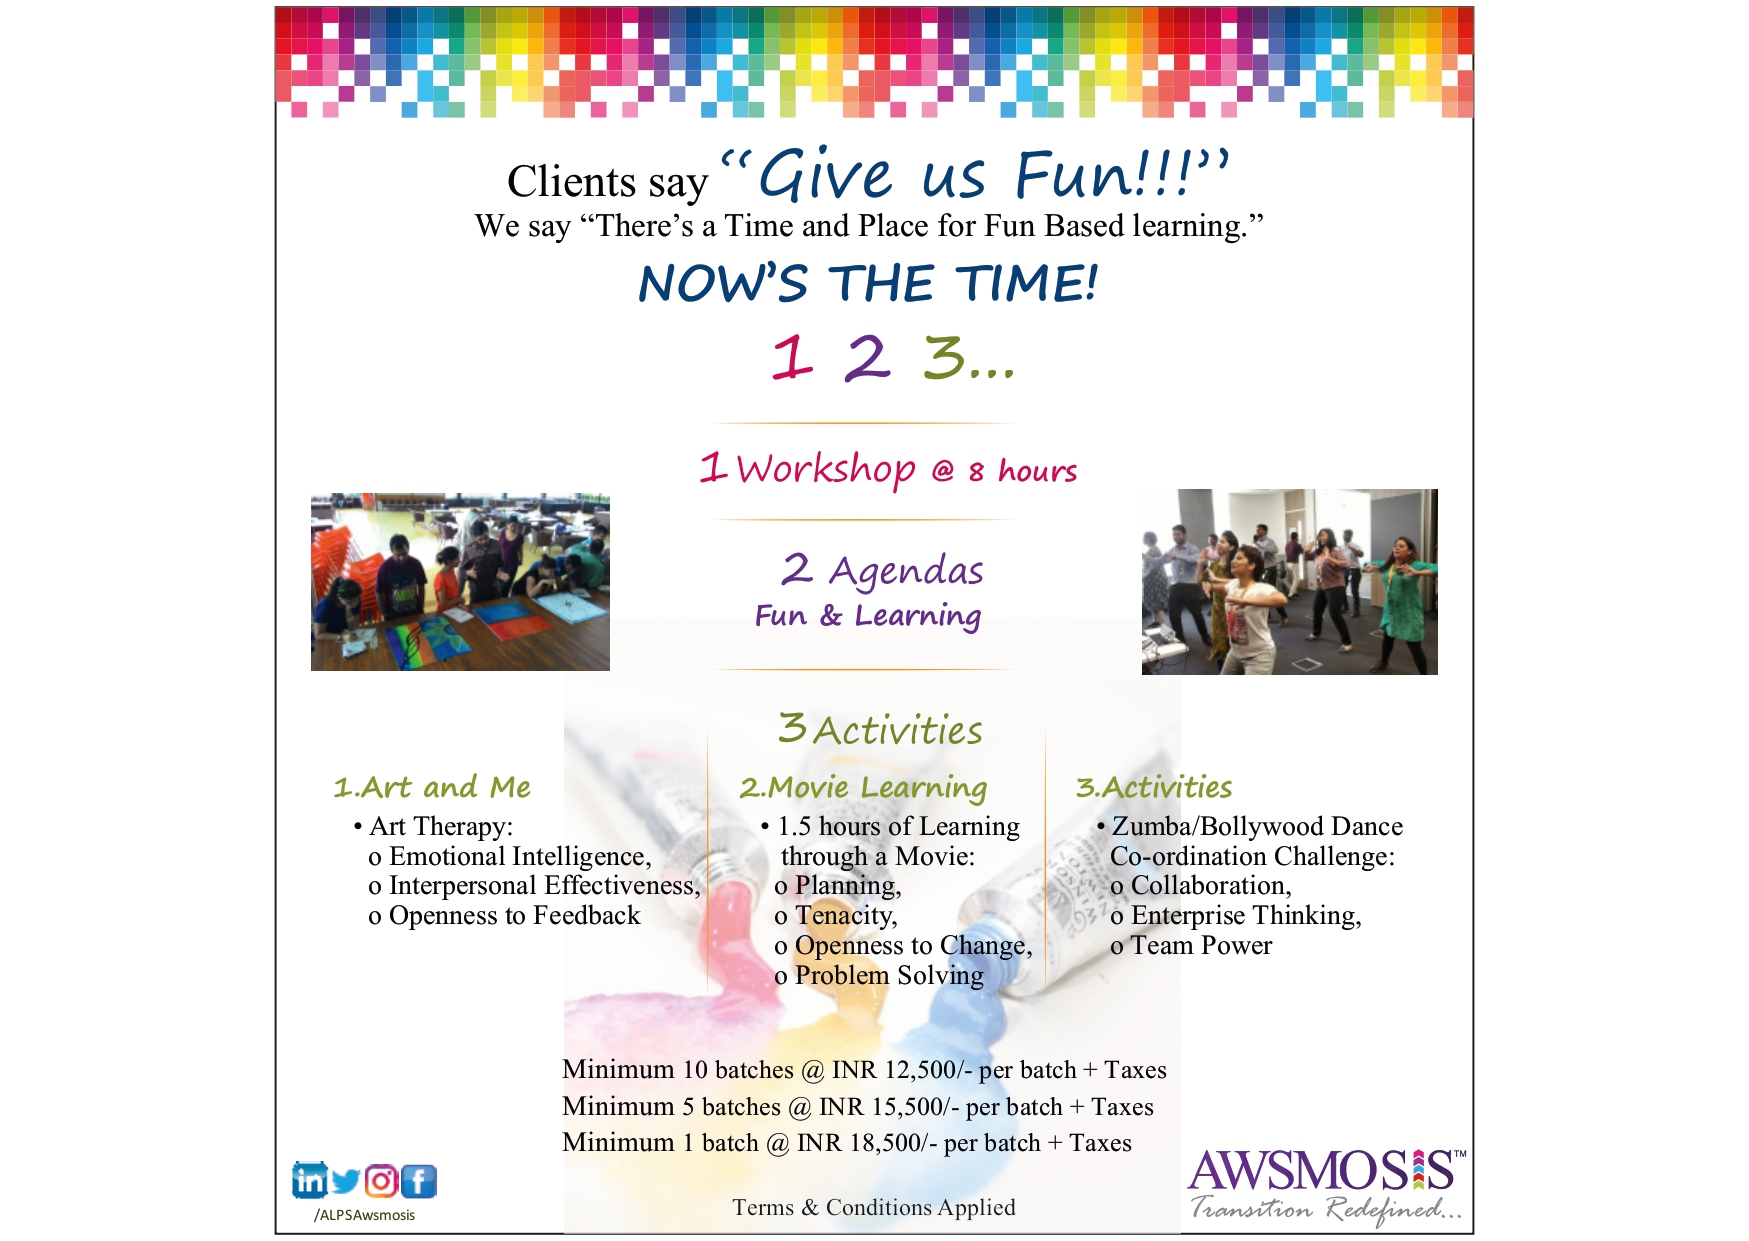 Clients say “Give us Fun!!!”
We say “There’s a Time and Place for Fun Based learning.”
NOW’S THE TIME!
1 2 3...
1 Workshop @ 8 hours
2 Agendas
Fun & Learning
3 Activities
1.Art and Me
• Art Therapy:
o Emotional Intelligence,
o Interpersonal Effectiveness,
o Openness to Feedback
2.Movie Learning
• 1.5 hours of Learning
through a Movie:
o Planning,
o Tenacity,
o Openness to Change,
o Problem Solving
3.Activities
• Zumba/Bollywood Dance
Co-ordination Challenge:
o Collaboration,
o Enterprise Thinking,
o Team Power
Minimum 10 batches @ INR 12,500/- per batch + Taxes
Minimum 5 batches @ INR 15,500/- per batch + Taxes
Minimum 1 batch @ INR 18,500/- per batch + Taxes
in f
/ALPSAwsmosis
Terms & Conditions Applied
AWSMOSIS™
Transition Redefined...